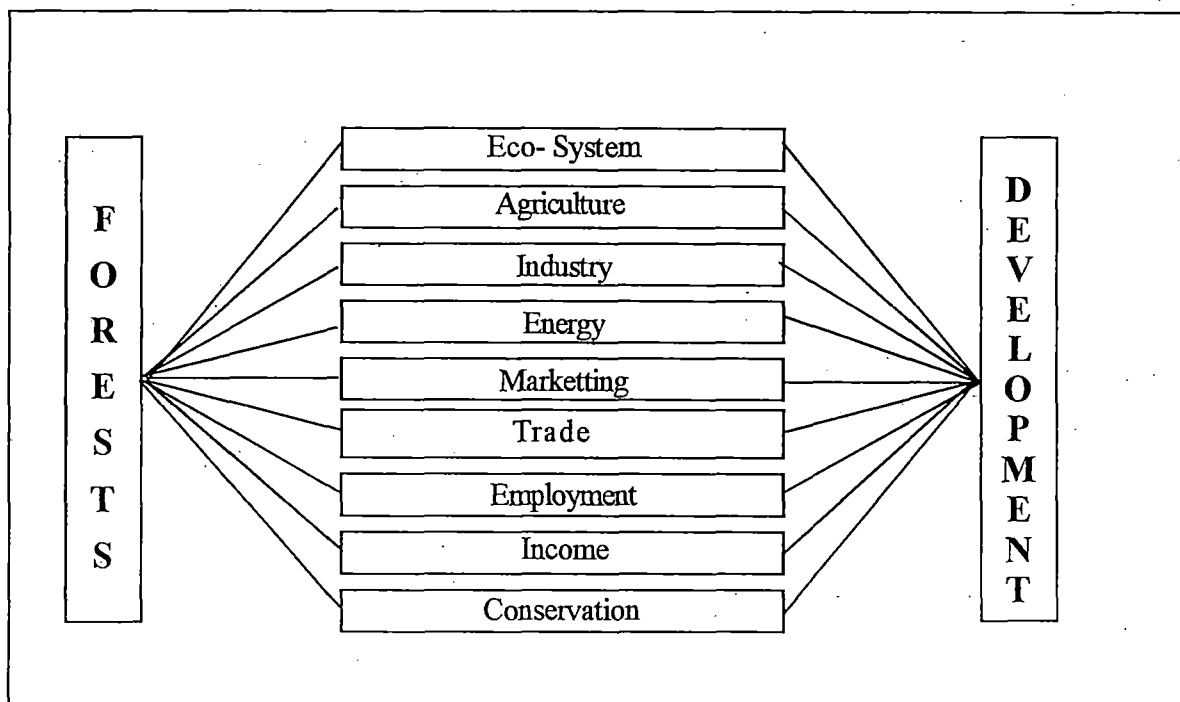 FORESTS
Eco- System
Agriculture
Industry
Energy
Marketting
Trade
Employment
Income
Conservation
DEVELOPMENT